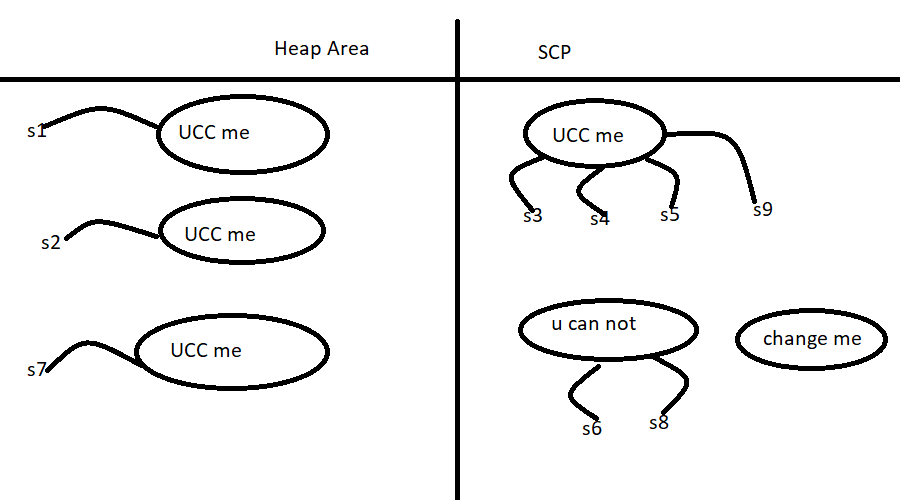 Heap Area
SCP
s1
UCC me
UCC me
s3
s4
s5
s9
s2
UCC me
s7
UCC me
u can not
change me
s6
s8